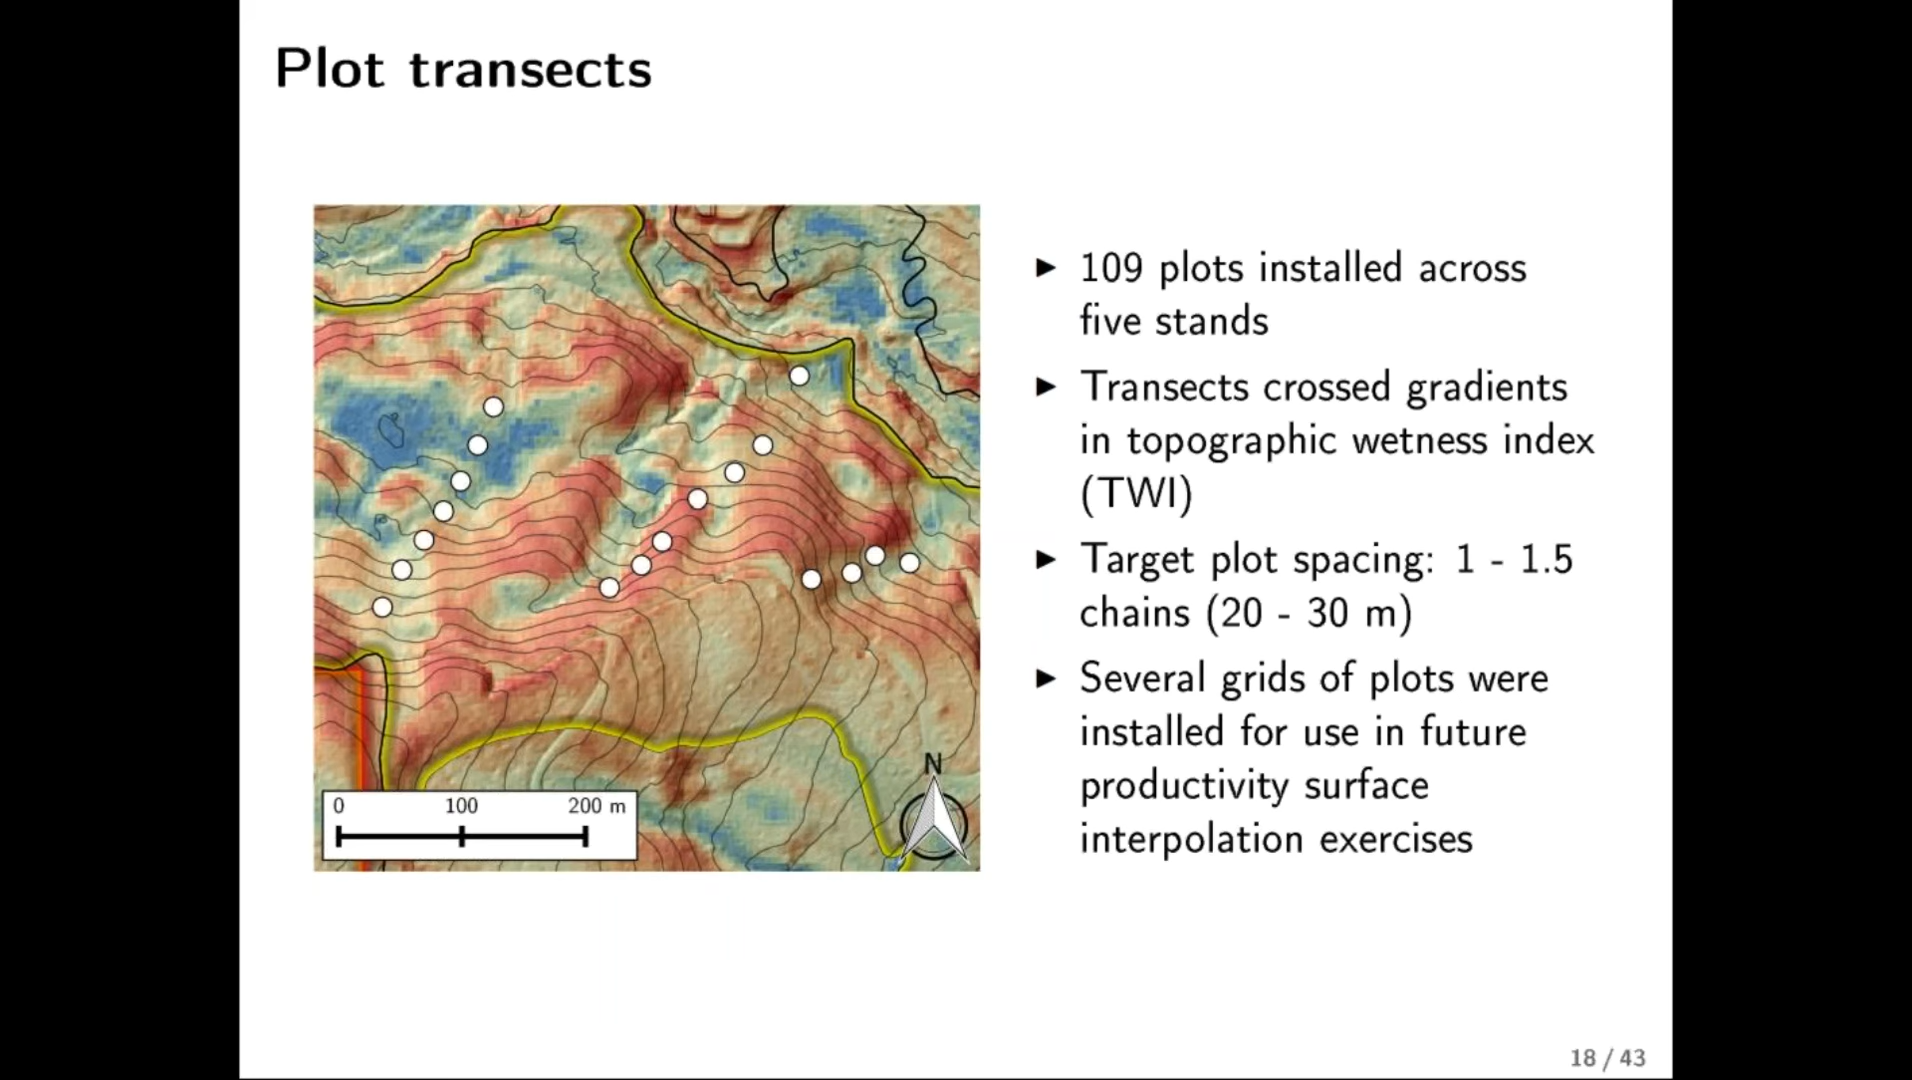 Plot transects
N
0 100 200 m
▶ 109 plots installed across
five stands
▶ Transects crossed gradients
in topographic wetness index
(TWI)
▶ Target plot spacing: 1 - 1.5
chains (20 - 30 m)
▶ Several grids of plots were
installed for use in future
productivity surface
interpolation exercises
18 / 43